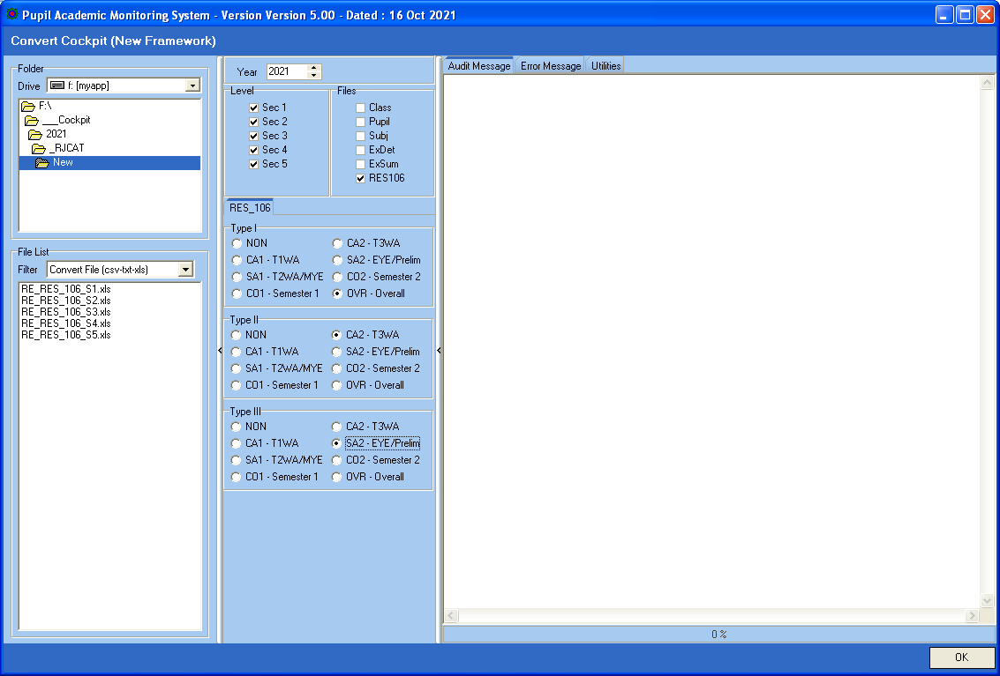 Pupil Academic Monitoring System - Version Version 5.00 - Dated : 16 Oct 2021
Convert Cockpit (New Framework)
Folder
Drive f: [myapp]
F:\
___Cockpit
2021
_RJCAT
New
File List
Filter Convert File (csv-txt-xls)
RE_RES_106_S1.xls
RE_RES_106_S2.xls
RE_RES_106_S3.xls
RE_RES_106_S4.xls
RE_RES_106_S5.xls
Year 2021
Level
Sec 1
Sec 2
Sec 3
Sec 4
Sec 5
Files
Class
Pupil
Subj
ExDet
ExSum
RES106
RES_106
Type I
NON CA2 - T3WA
CA1 - T1WA SA2 - EYE/Prelim
SA1 - T2WA/MYE CO2 - Semester 2
CO1 - Semester 1 OVR - Overall
Type II
NON CA2 - T3WA
CA1 - T1WA SA2 - EYE/Prelim
SA1 - T2WA/MYE CO2 - Semester 2
CO1 - Semester 1 OVR - Overall
Type III
NON CA2 - T3WA
CA1 - T1WA SA2 - EYE/Prelim
SA1 - T2WA/MYE CO2 - Semester 2
CO1 - Semester 1 OVR - Overall
Audit Message Error Message Utilities
0 %
OK